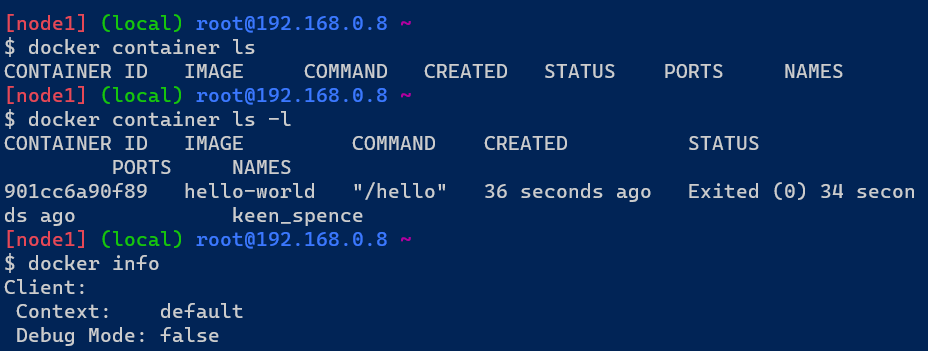 [node1] (local) root@192.168.0.8 ~
$ docker container ls
CONTAINER ID   IMAGE     COMMAND   CREATED   STATUS    PORTS     NAMES
[node1] (local) root@192.168.0.8 ~
$ docker container ls -l
CONTAINER ID   IMAGE         COMMAND    CREATED          STATUS
         PORTS     NAMES
901cc6a90f89   hello-world   "/hello"   36 seconds ago   Exited (0) 34 secon
ds ago             keen_spence
[node1] (local) root@192.168.0.8 ~
$ docker info
Client:
 Context:    default
 Debug Mode: false